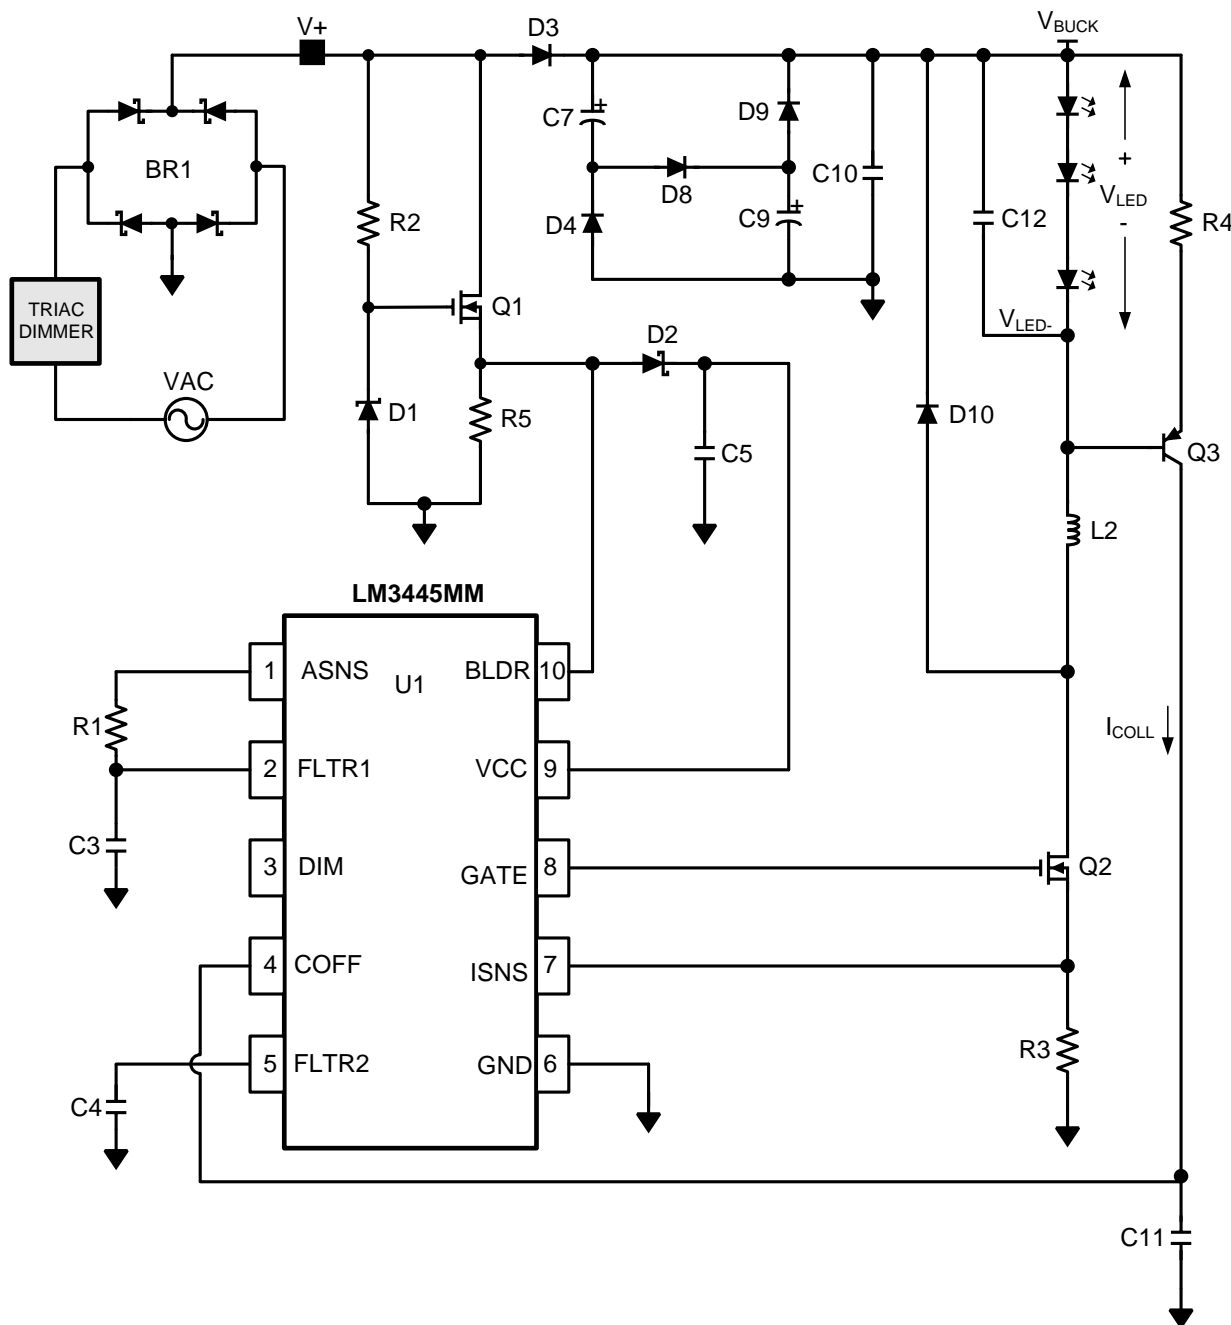 V+
D3
VBUCK
C7
D9
BR1
D8
C10
+
VLED
-
R2
D4
C9
C12
R4
TRIAC
DIMMER
Q1
VLED-
D2
VAC
D1
R5
D10
C5
Q3
L2
LM3445MM
1 ASNS
BLDR 10
U1
R1
ICOLL
2 FLTR1
VCC 9
C3
3 DIM
GATE 8
Q2
4 COFF
ISNS 7
R3
5 FLTR2
GND 6
C4
C11